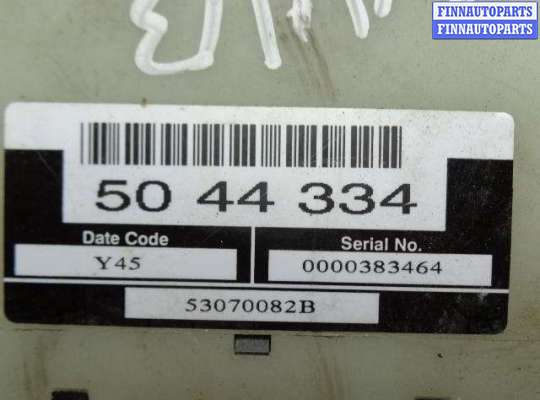 FINNAUTOPARTS
FINNAUTOPARTS
50 44 334
Date Code
Serial No.
Y45
0000383464
53070082B